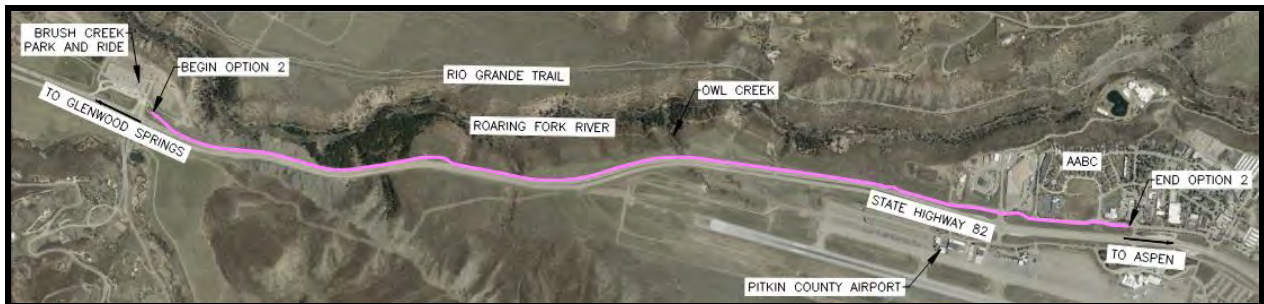 BRUSH CREEK
PARK AND RIDE
BEGIN OPTION 2
TO GLENWOOD SPRINGS
RIO GRANDE TRAIL
ROARING FORK RIVER
OWL CREEK
AABC
END OPTION 2
STATE HIGHWAY 82
TO ASPEN
PITKIN COUNTY AIRPORT